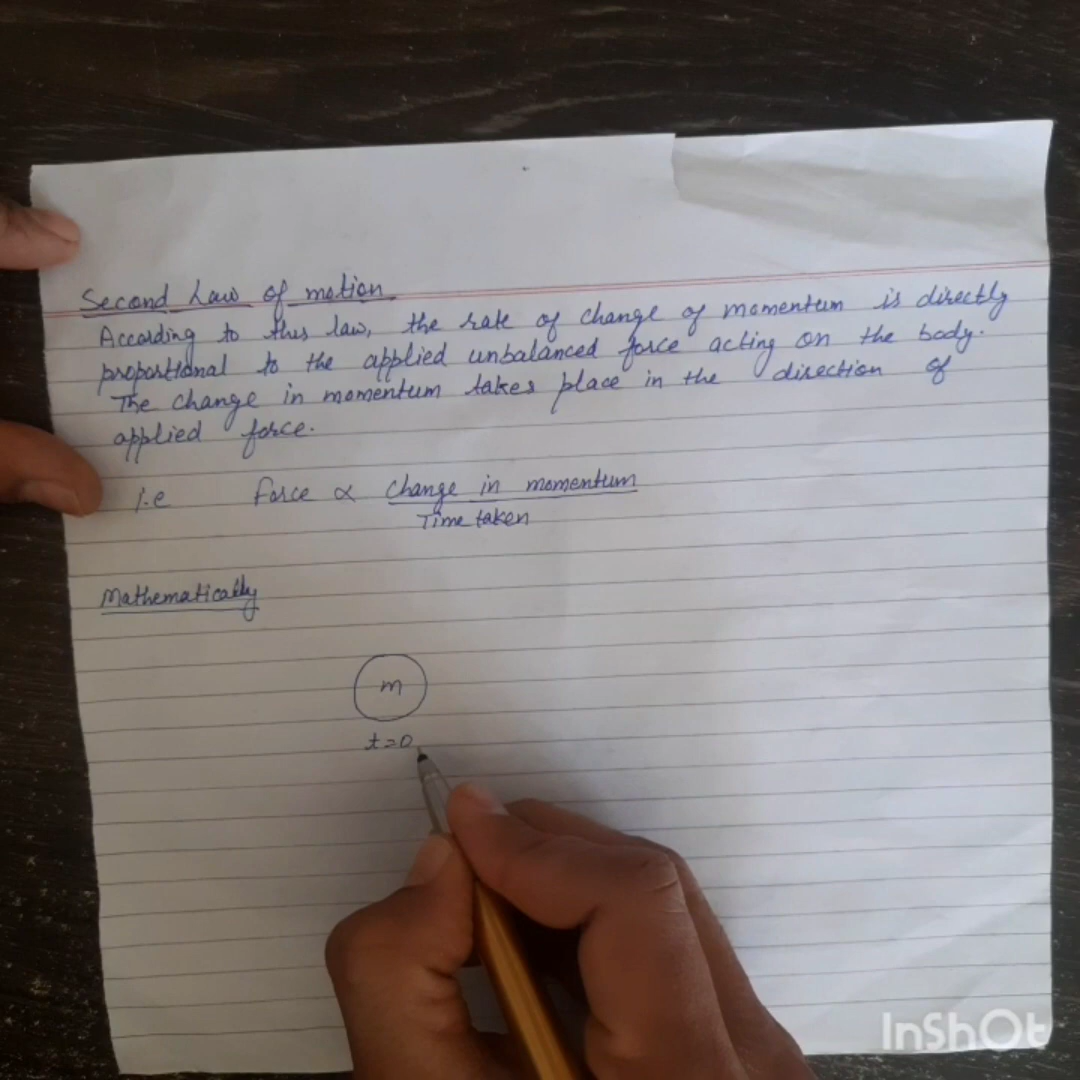 Second Law of motion
According to this law, the rate of change of momentum is directly
proportional to the applied unbalanced force acting on the body.
The change in momentum takes place in the direction of
applied force.
i.e Force ∝ Change in momentum
Time taken
Mathematically
m
t=0
InShOt